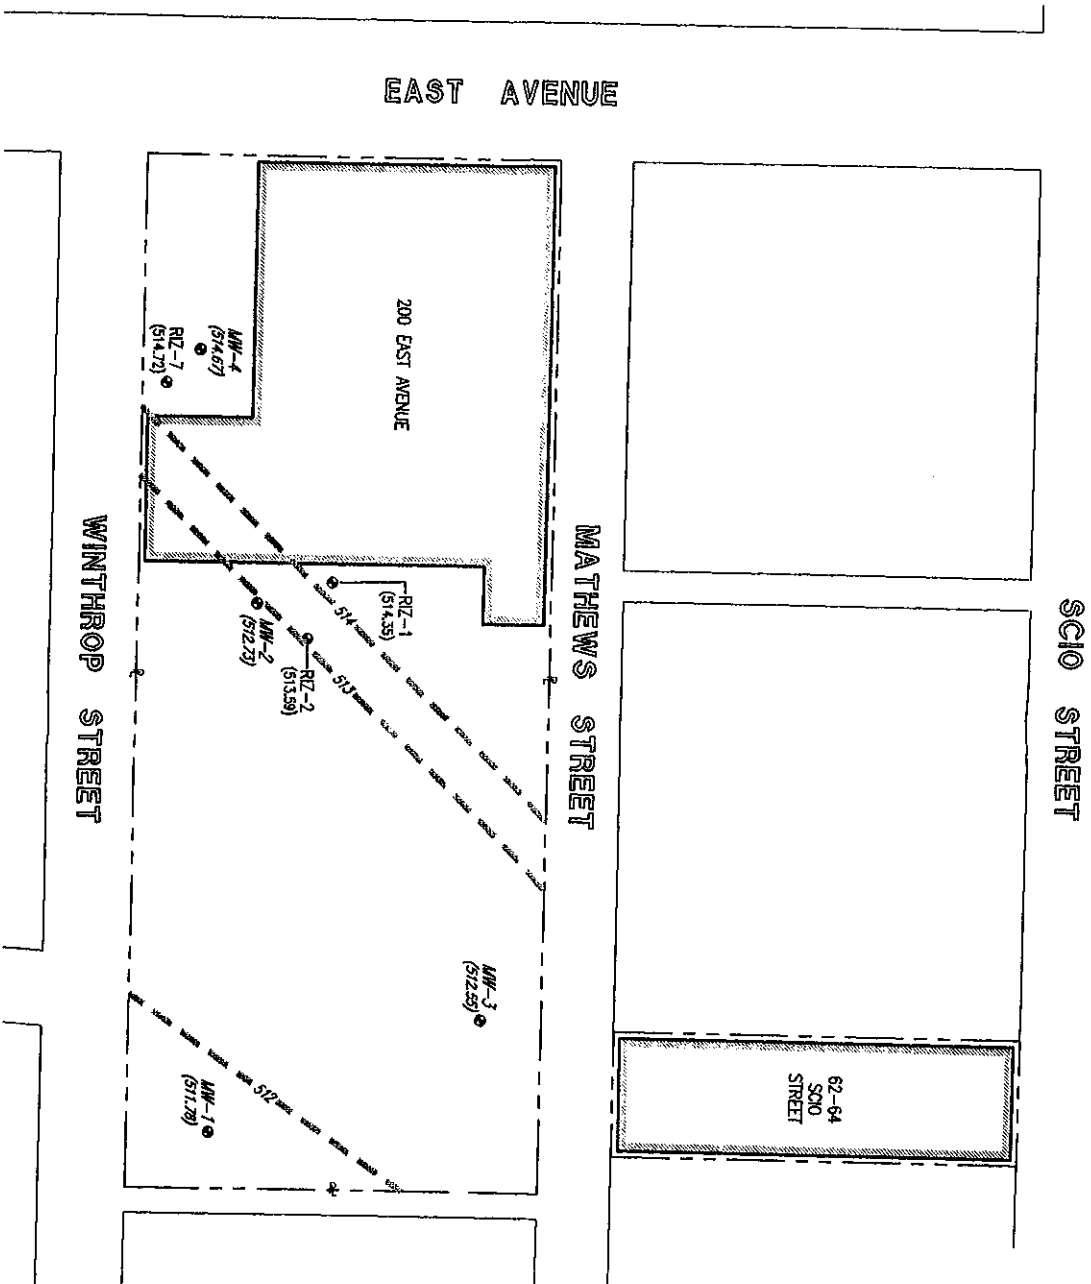 EAST AVENUE
200 EAST AVENUE
MW-4
(514.67)
RIZ-7
(514.72)
RIZ-1
(514.35)
514
MW-2
(512.73)
RIZ-2
(513.59)
513
WINTHROP STREET
MATHEWS STREET
SCIO STREET
MW-3
(512.55)
512
MW-1
(511.78)
62-64
SCIO
STREET